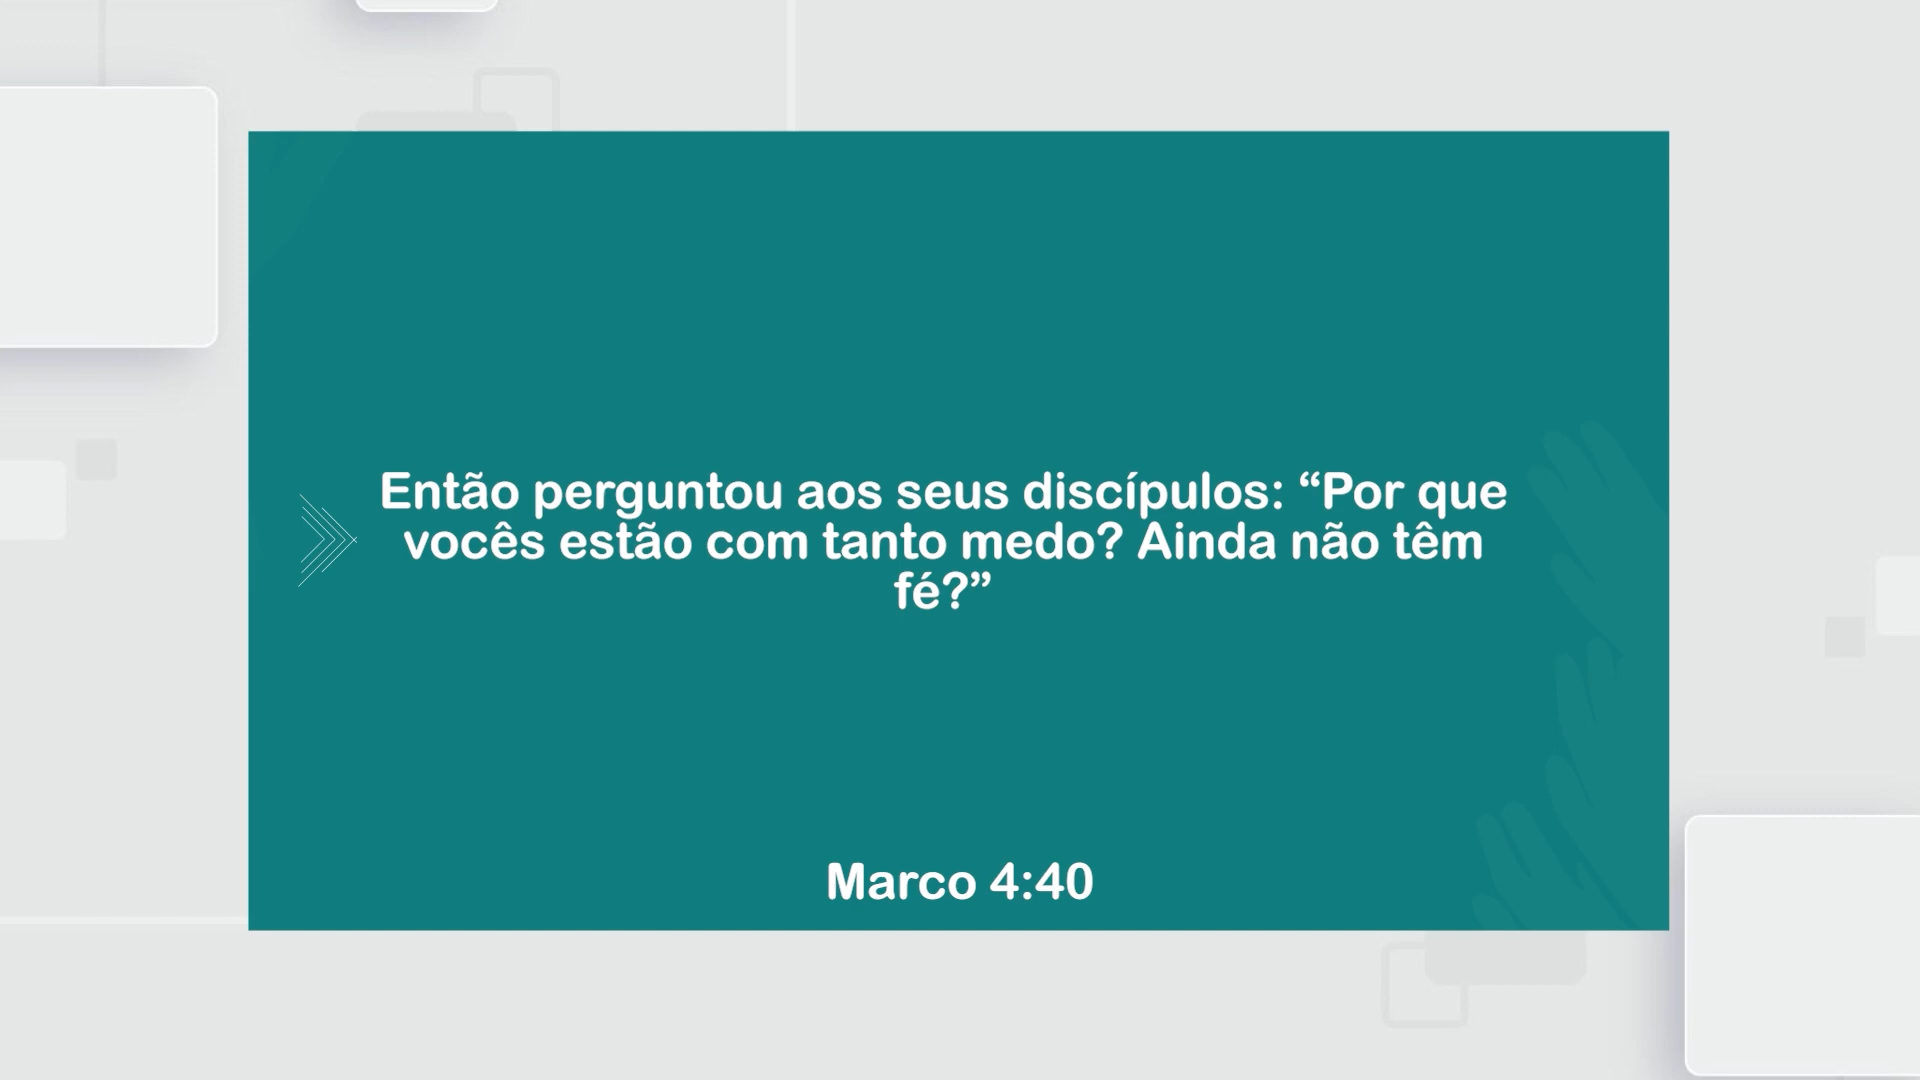 Então perguntou aos seus discípulos: “Por que
vocês estão com tanto medo? Ainda não têm
fé?”
Marco 4:40